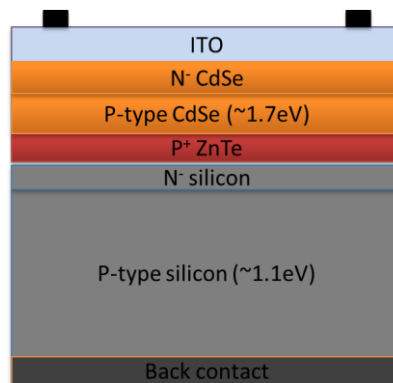 ITO
N⁻ CdSe
P-type CdSe (~1.7eV)
P⁺ ZnTe
N⁻ silicon
P-type silicon (~1.1eV)
Back contact